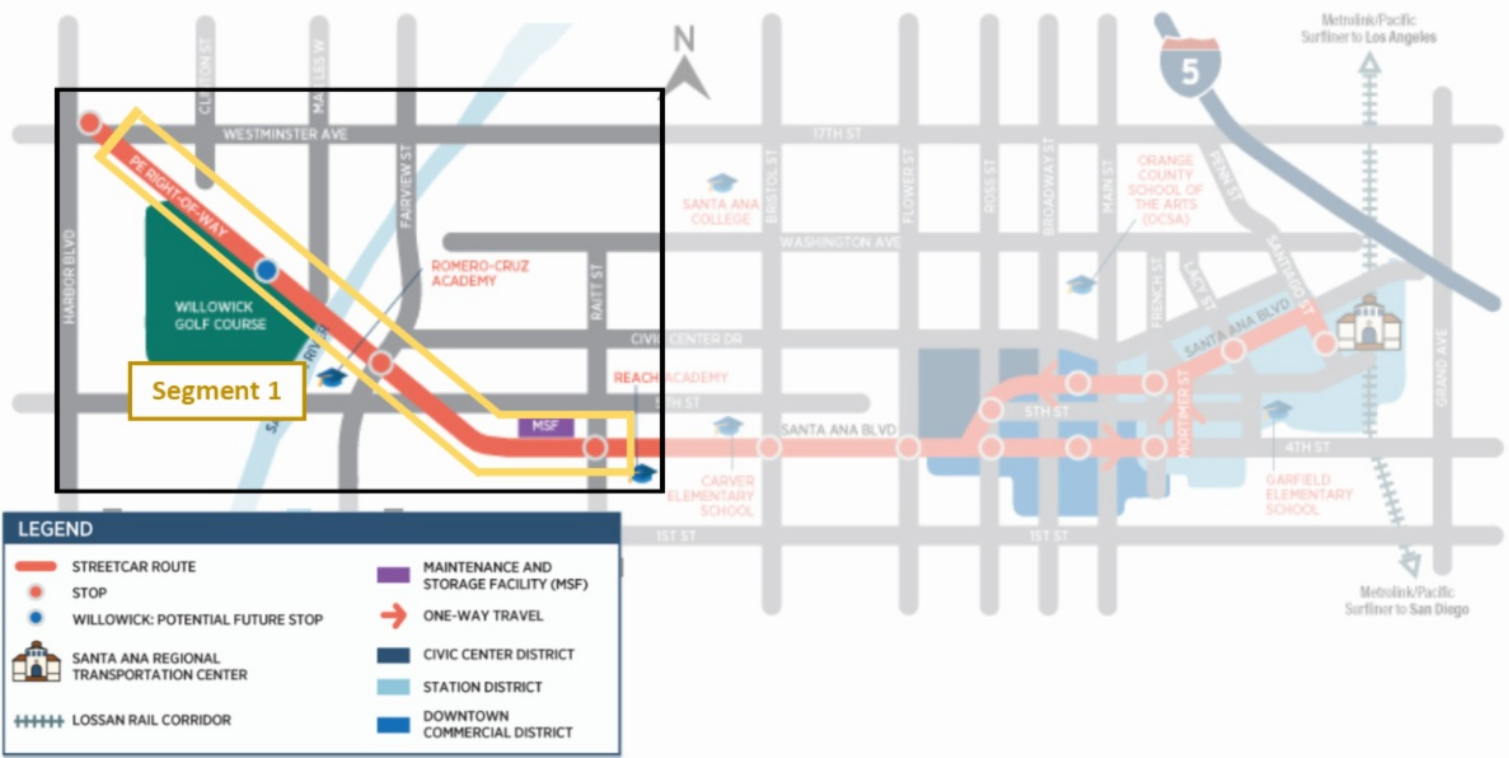 Metrolink/Pacific
Surfliner to Los Angeles
N
5
WESTMINSTER AVE
17TH ST
FAIRVIEW ST
HARBOR BLVD
PE RIGHT-OF-WAY
WILLOWICK
GOLF COURSE
RIVER
ROMERO-CRUZ
ACADEMY
RAITT ST
SANTA ANA
COLLEGE
BRISTOL ST
FLOWER ST
ROSS ST
BROADWAY ST
MAIN ST
ORANGE
COUNTY
SCHOOL OF
THE ARTS
(OCSA)
PENN ST
WASHINGTON AVE
FRENCH ST
LACY ST
SANTIAGO ST
SANTA ANA BLVD
GRAND AVE
CIVIC CENTER DR
Segment 1
REACH ACADEMY
5TH ST
5TH ST
MSF
SANTA ANA BLVD
MORTIMER ST
4TH ST
CARVER
ELEMENTARY
SCHOOL
GARFIELD
ELEMENTARY
SCHOOL
1ST ST
1ST ST
Metrolink/Pacific
Surfliner to San Diego
LEGEND
STREETCAR ROUTE
STOP
WILLOWICK: POTENTIAL FUTURE STOP
SANTA ANA REGIONAL
TRANSPORTATION CENTER
LOSSAN RAIL CORRIDOR
MAINTENANCE AND
STORAGE FACILITY (MSF)
ONE-WAY TRAVEL
CIVIC CENTER DISTRICT
STATION DISTRICT
DOWNTOWN
COMMERCIAL DISTRICT